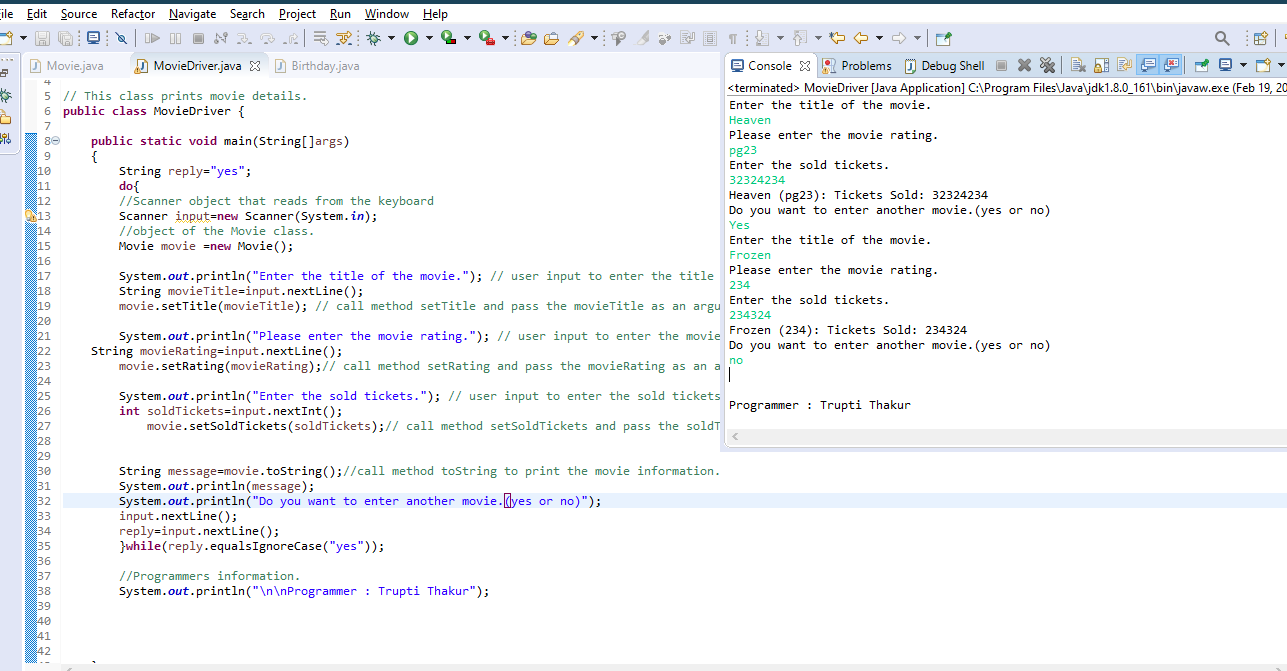 ile Edit Source Refactor Navigate Search Project Run Window Help
Movie.java MovieDriver.java Birthday.java
4
5 // This class prints movie details.
6 public class MovieDriver {
7
8 public static void main(String[]args)
9 {
10 String reply="yes";
11 do{
12 //Scanner object that reads from the keyboard
13 Scanner input=new Scanner(System.in);
14 //object of the Movie class.
15 Movie movie =new Movie();
16
17 System.out.println("Enter the title of the movie."); // user input to enter the title
18 String movieTitle=input.nextLine();
19 movie.setTitle(movieTitle); // call method setTitle and pass the movieTitle as an argu
20
21 System.out.println("Please enter the movie rating."); // user input to enter the movie
22 String movieRating=input.nextLine();
23 movie.setRating(movieRating);// call method setRating and pass the movieRating as an a
24
25 System.out.println("Enter the sold tickets."); // user input to enter the sold tickets
26 int soldTickets=input.nextInt();
27 movie.setSoldTickets(soldTickets);// call method setSoldTickets and pass the soldT
28
29
30 String message=movie.toString();//call method toString to print the movie information.
31 System.out.println(message);
32 System.out.println("Do you want to enter another movie.(yes or no)");
33 input.nextLine();
34 reply=input.nextLine();
35 }while(reply.equalsIgnoreCase("yes"));
36
37 //Programmers information.
38 System.out.println("\n\nProgrammer : Trupti Thakur");
39
40
41
42
Console Problems Debug Shell
<terminated> MovieDriver [Java Application] C:\Program Files\Java\jdk1.8.0_161\bin\javaw.exe (Feb 19, 20
Enter the title of the movie.
Heaven
Please enter the movie rating.
pg23
Enter the sold tickets.
32324234
Heaven (pg23): Tickets Sold: 32324234
Do you want to enter another movie.(yes or no)
Yes
Enter the title of the movie.
Frozen
Please enter the movie rating.
234
Enter the sold tickets.
234324
Frozen (234): Tickets Sold: 234324
Do you want to enter another movie.(yes or no)
no
Programmer : Trupti Thakur